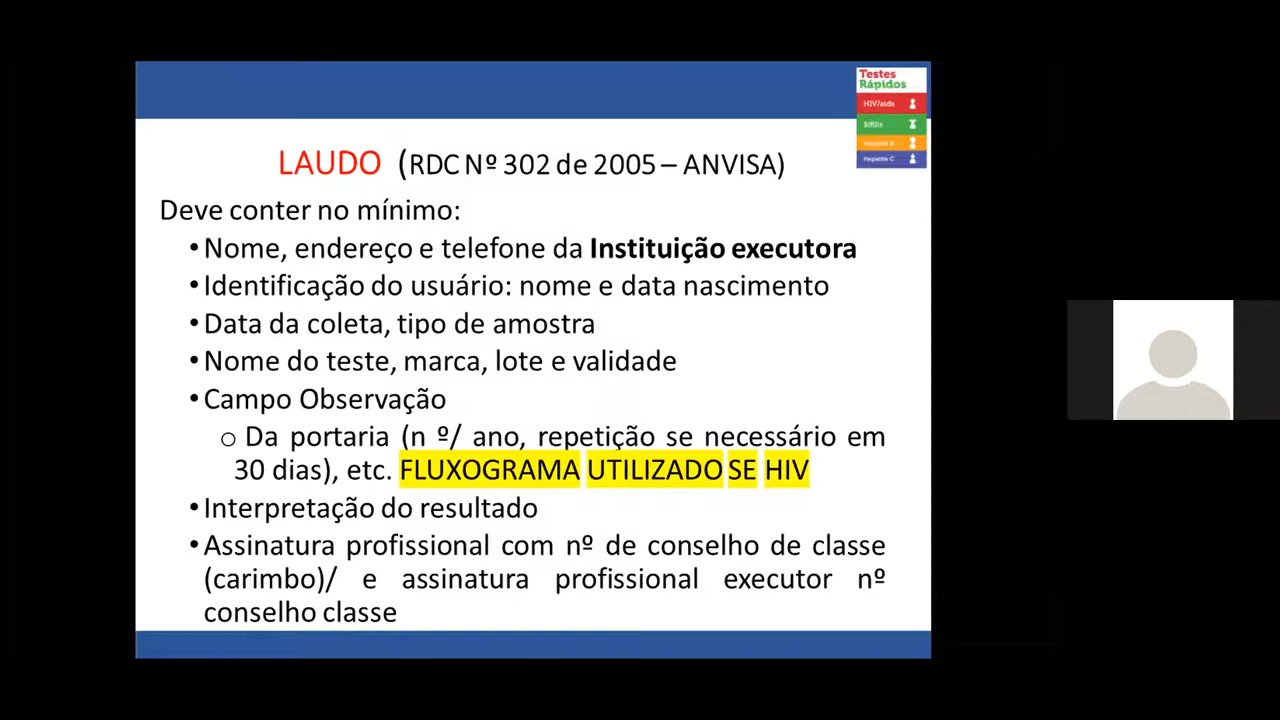 Testes
Rápidos
HIV/aids
Sífilis
Hepatite B
Hepatite C
LAUDO (RDC Nº 302 de 2005 – ANVISA)
Deve conter no mínimo:
•Nome, endereço e telefone da Instituição executora
•Identificação do usuário: nome e data nascimento
•Data da coleta, tipo de amostra
•Nome do teste, marca, lote e validade
•Campo Observação
o Da portaria (n º/ ano, repetição se necessário em
30 dias), etc. FLUXOGRAMA UTILIZADO SE HIV
•Interpretação do resultado
•Assinatura profissional com nº de conselho de classe
(carimbo)/ e assinatura profissional executor nº
conselho classe